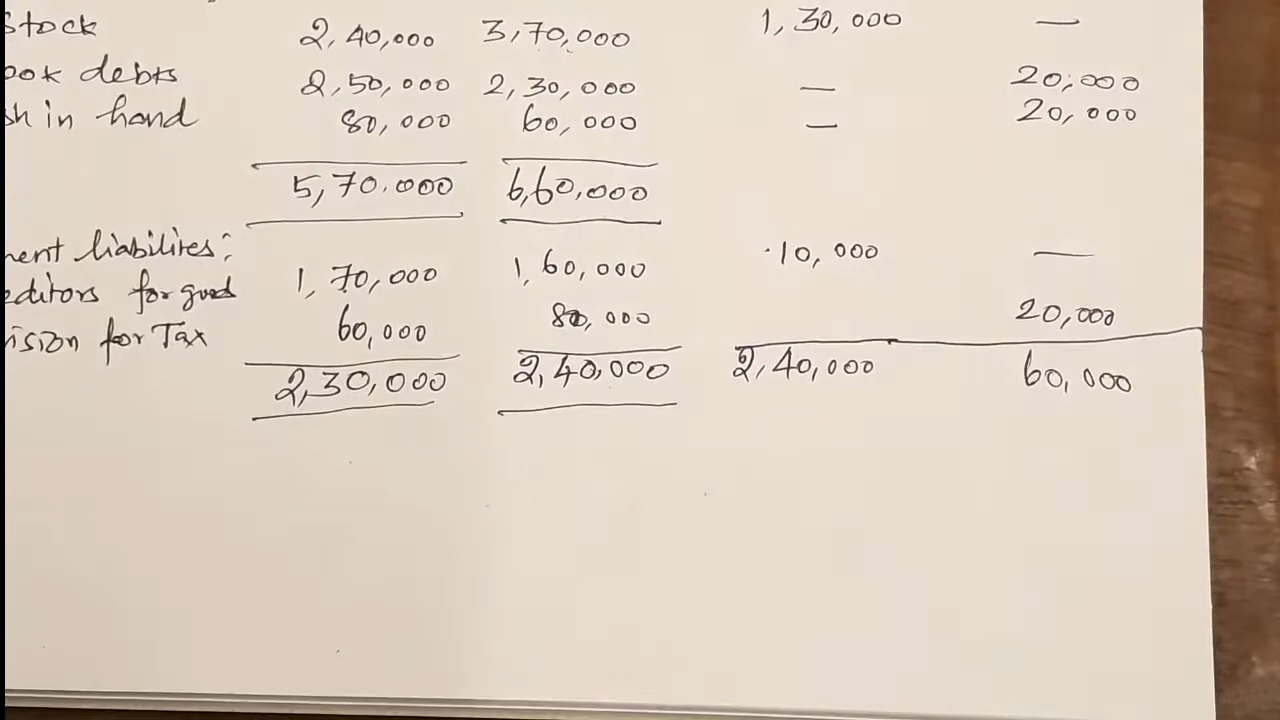 Stock 2,40,000 3,70,000 1,30,000 —
ook debts 2,50,000 2,30,000 — 20,000
sh in hand 80,000 60,000 — 20,000
5,70,000 6,60,000
nent liabilites:
editors for good 1,70,000 1,60,000 10,000 —
ision for Tax 60,000 80,000 20,000
2,30,000 2,40,000 2,40,000 60,000